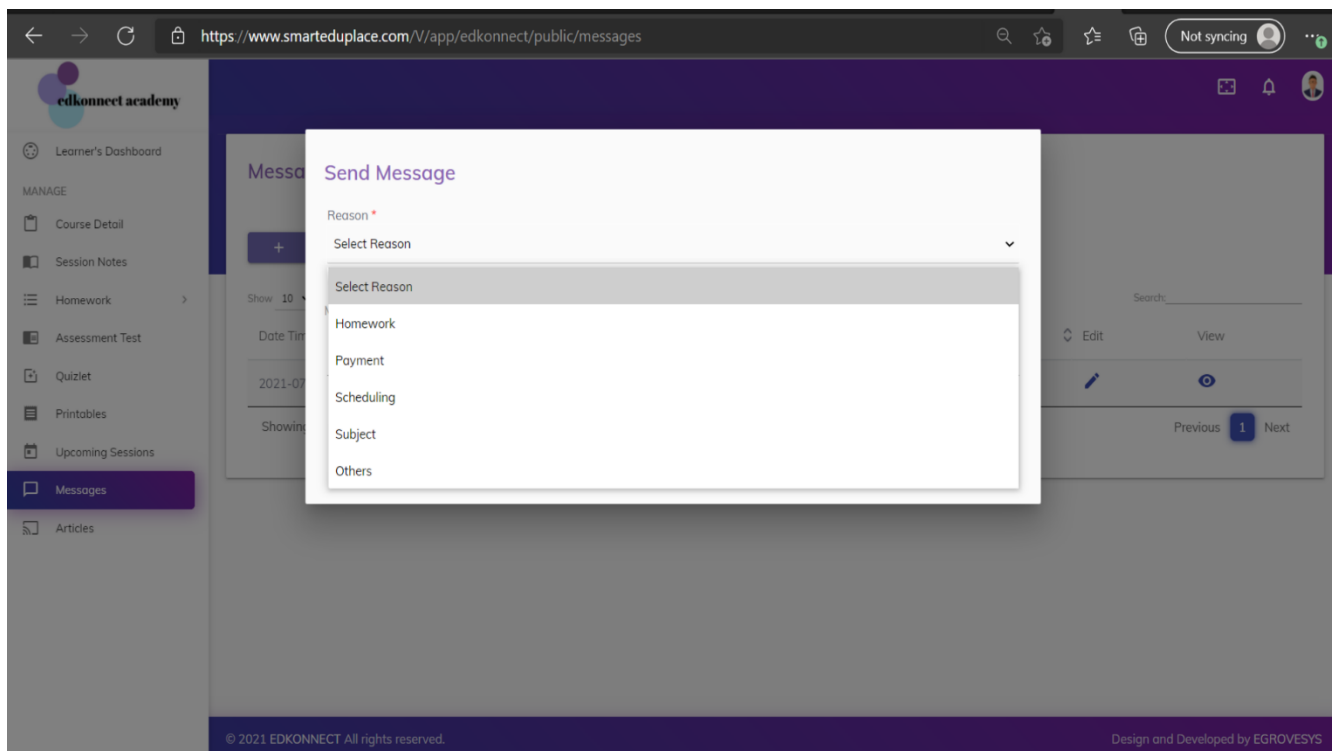 https://www.smarteduplace.com/V/app/edkonnect/public/messages
Not syncing
edkonnect academy
Learner's Dashboard
MANAGE
Course Detail
Session Notes
Homework
Assessment Test
Quizlet
Printables
Upcoming Sessions
Messages
Articles
Messa
Send Message
Reason *
Select Reason
Select Reason
Homework
Payment
Scheduling
Subject
Others
+
Show 10
Search:
Date Tim
Edit
View
2021-07
Showing
Previous 1 Next
© 2021 EDKONNECT All rights reserved.
Design and Developed by EGROVESYS